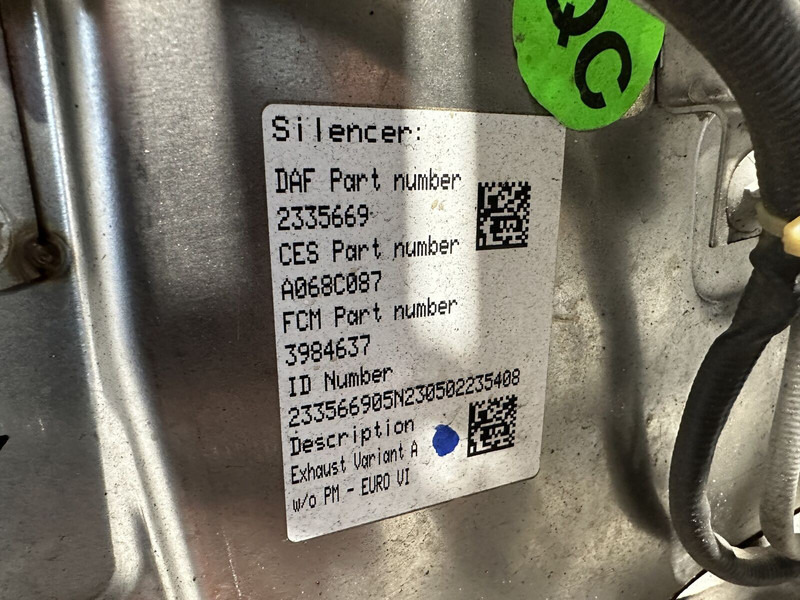 QC
Silencer:
DAF Part number
2335669
CES Part number
A068C087
FCM Part number
3984637
ID Number
233566905N230502235408
Description
Exhaust Variant A
w/o PM - EURO VI